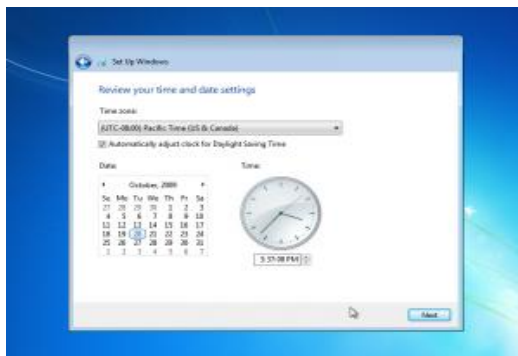 Set Up Windows
Review your time and date settings
Time zone:
(UTC-08:00) Pacific Time (US & Canada)
Automatically adjust clock for Daylight Saving Time
Date:
Time:
October, 2009
Su Mo Tu We Th Fr Sa
27 28 29 30 1 2 3
4 5 6 7 8 9 10
11 12 13 14 15 16 17
18 19 20 21 22 23 24
25 26 27 28 29 30 31
1 2 3 4 5 6 7
5:37:08 PM
Next